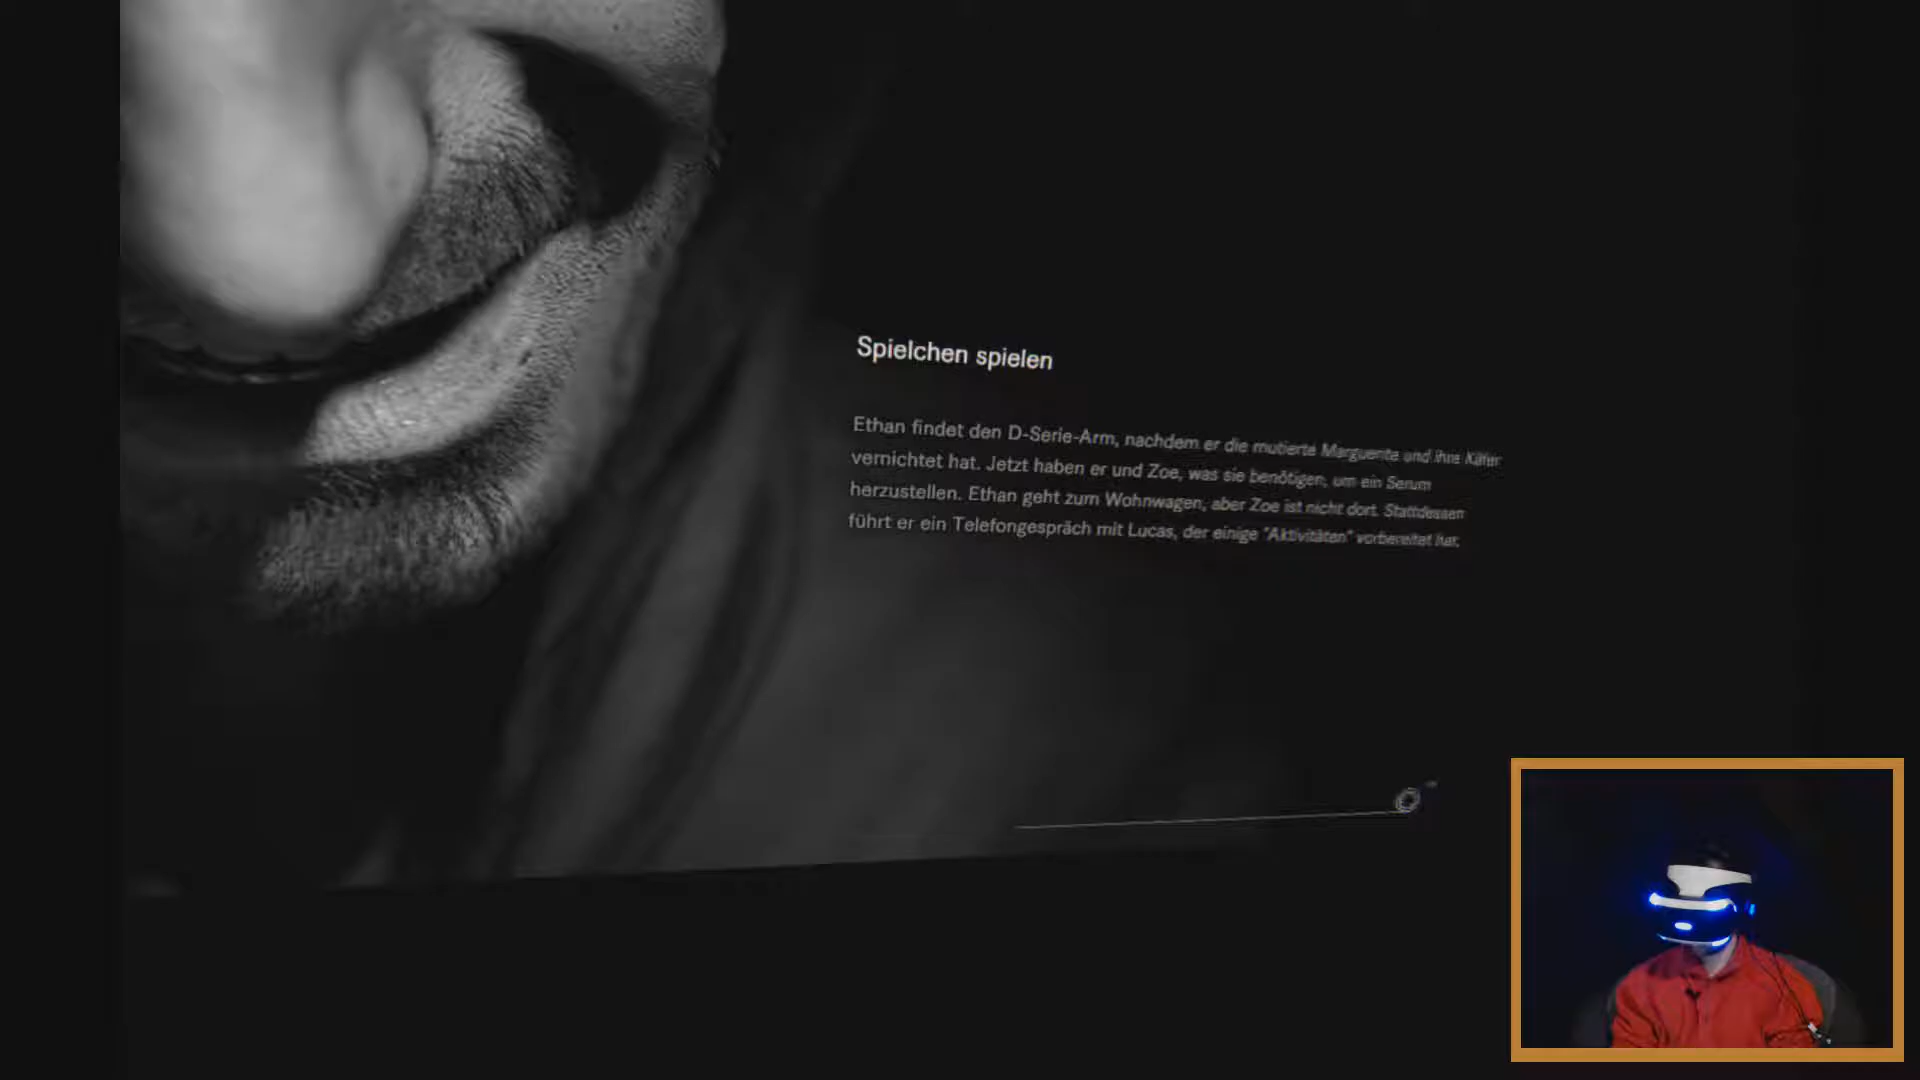 Spielchen spielen
Ethan findet den D-Serie-Arm, nachdem er die mutierte Marguerite und ihre Käfer
vernichtet hat. Jetzt haben er und Zoe, was sie benötigen, um ein Serum
herzustellen. Ethan geht zum Wohnwagen, aber Zoe ist nicht dort. Stattdessen
führt er ein Telefongespräch mit Lucas, der einige "Aktivitäten" vorbereitet hat.